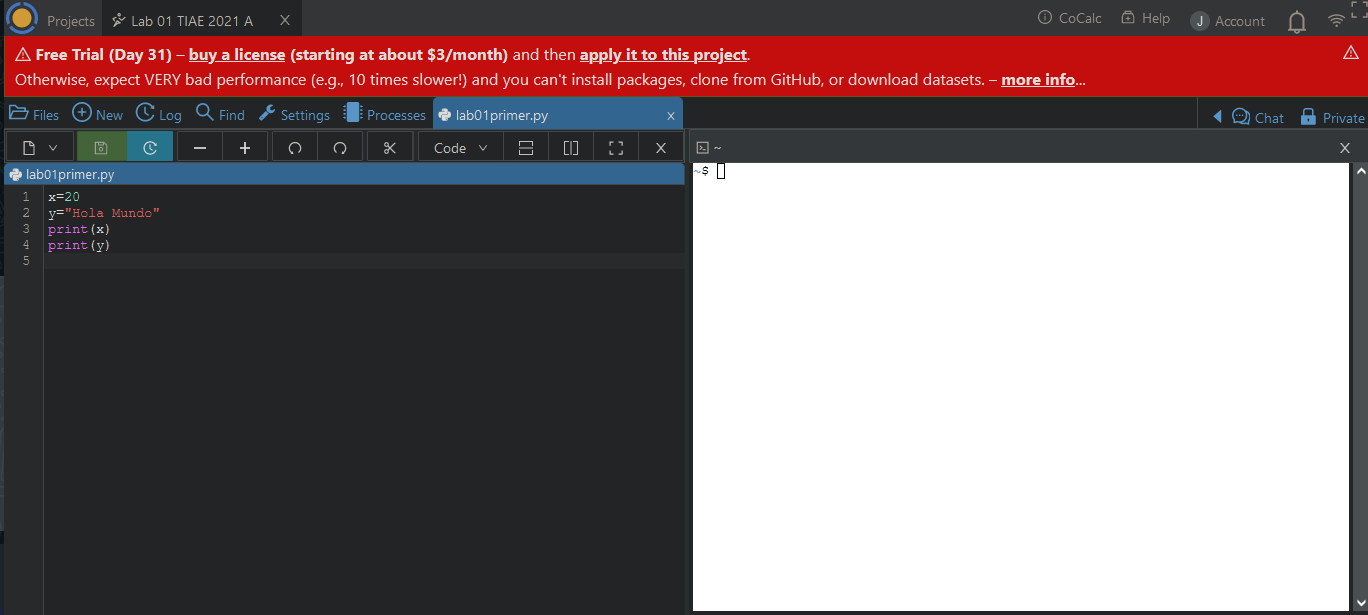 Projects Lab 01 TIAE 2021 A X CoCalc Help J Account
Free Trial (Day 31) – buy a license (starting at about $3/month) and then apply it to this project.
Otherwise, expect VERY bad performance (e.g., 10 times slower!) and you can't install packages, clone from GitHub, or download datasets. – more info...
Files New Log Find Settings Processes lab01primer.py x Chat Private
Code
~
lab01primer.py
1 x=20
2 y="Hola Mundo"
3 print(x)
4 print(y)
5
~$